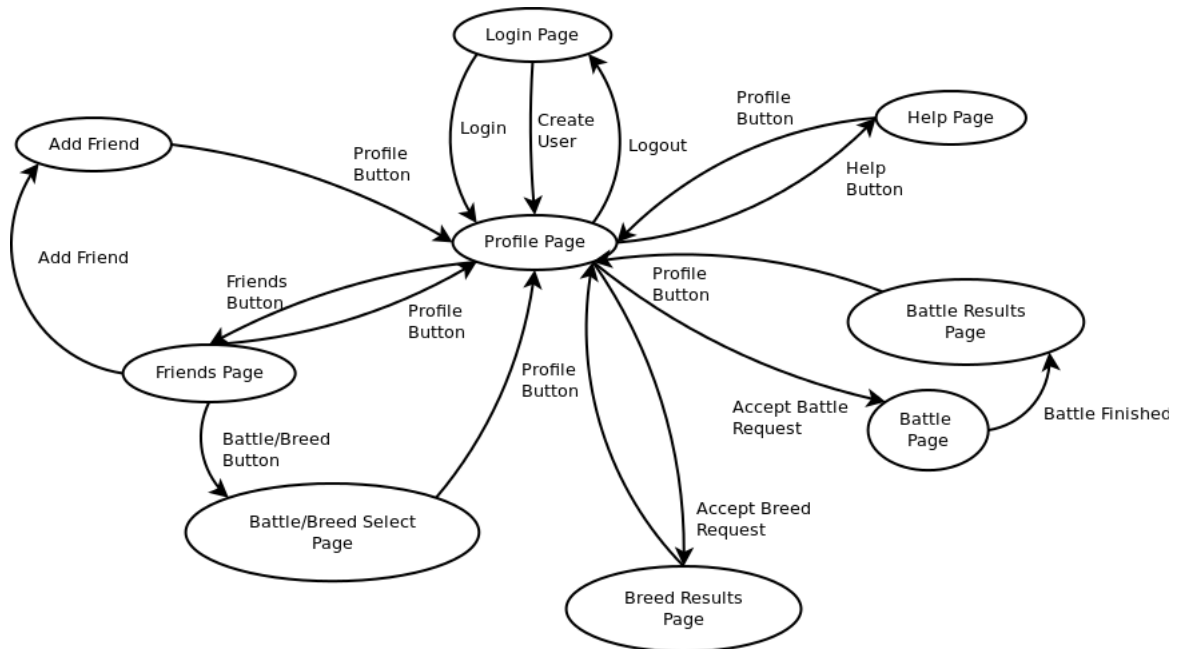 Login Page
Login
Create
User
Logout
Profile
Button
Help Page
Help
Button
Add Friend
Profile
Button
Profile Page
Add Friend
Friends
Button
Profile
Button
Profile
Button
Battle Results
Page
Friends Page
Profile
Button
Accept Battle
Request
Battle
Page
Battle Finished
Battle/Breed
Button
Battle/Breed Select
Page
Accept Breed
Request
Breed Results
Page